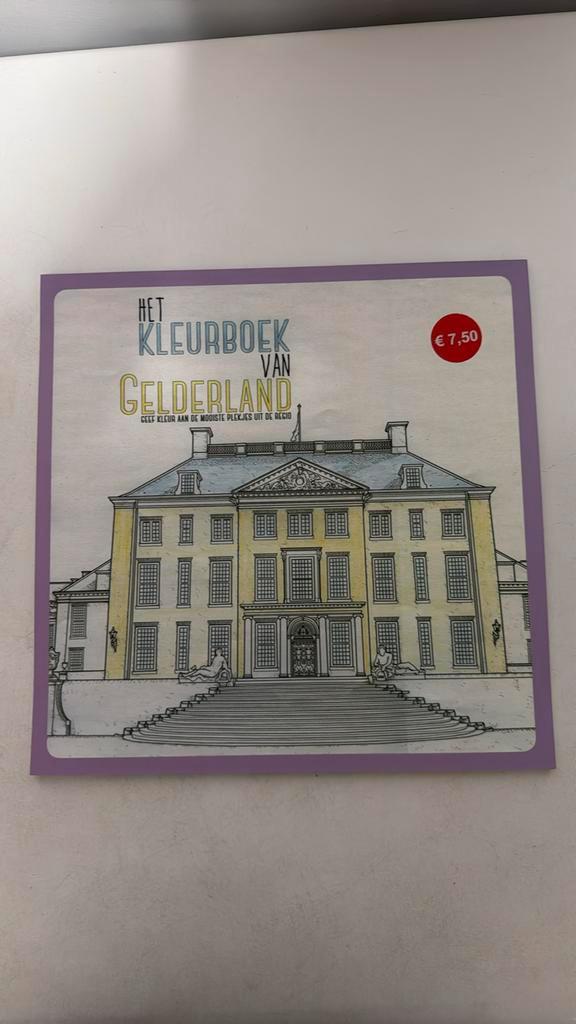 HET
KLEURBOEK
VAN
GELDERLAND
GEEF KLEUR AAN DE MOOISTE PLEKJES UIT DE REGIO
€ 7,50